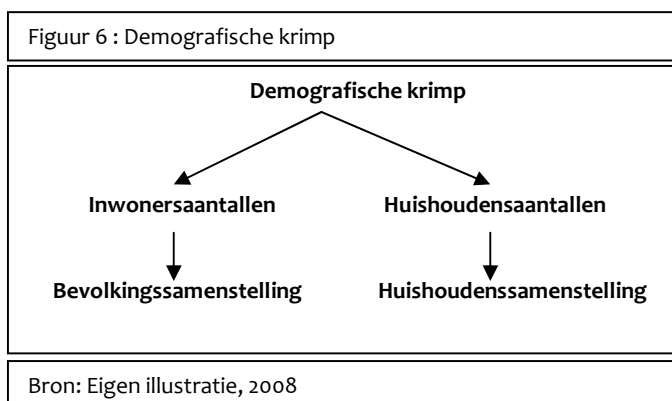 Figuur 6 : Demografische krimp
Demografische krimp
Inwonersaantallen Huishoudensaantallen
Bevolkingssamenstelling Huishoudenssamenstelling
Bron: Eigen illustratie, 2008